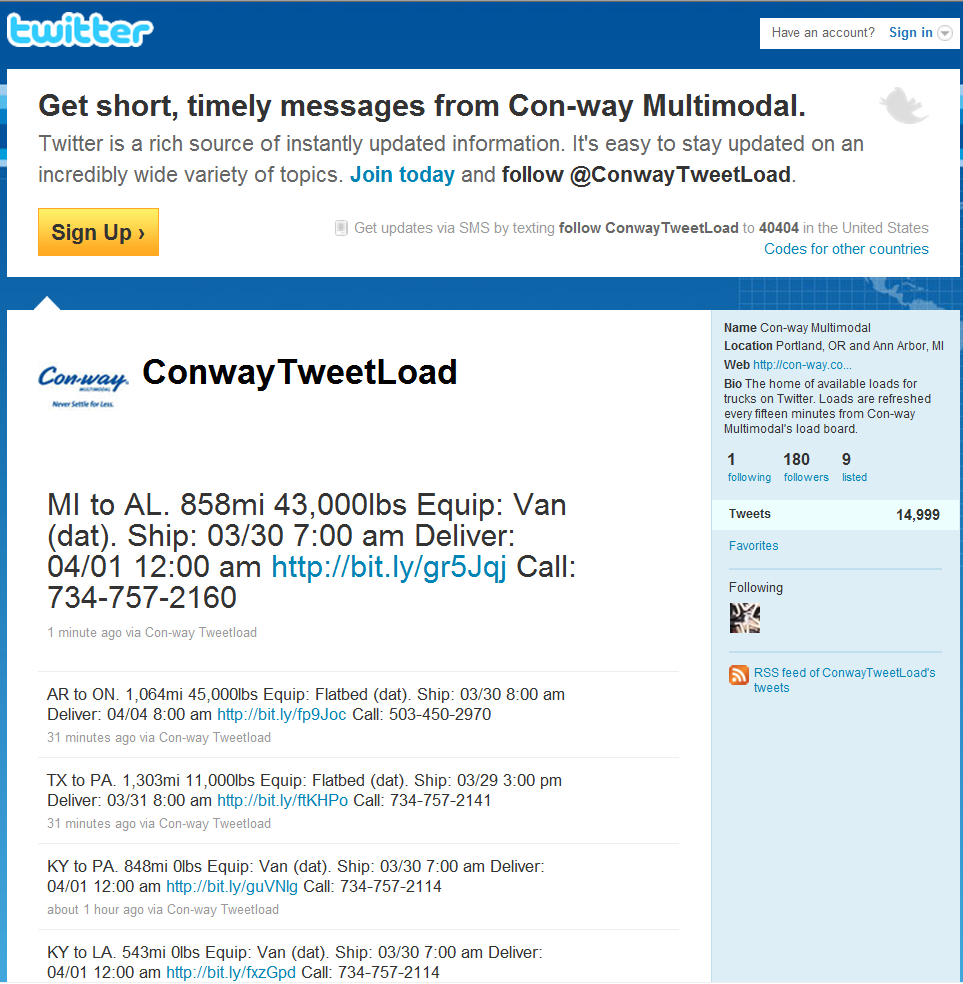 twitter
Have an account? Sign in
Get short, timely messages from Con-way Multimodal.
Twitter is a rich source of instantly updated information. It's easy to stay updated on an
incredibly wide variety of topics. Join today and follow @ConwayTweetLoad.
Sign Up ›
Get updates via SMS by texting follow ConwayTweetLoad to 40404 in the United States
Codes for other countries
Con-way
MULTIMODAL
Never Settle for Less.
ConwayTweetLoad
MI to AL. 858mi 43,000lbs Equip: Van
(dat). Ship: 03/30 7:00 am Deliver:
04/01 12:00 am http://bit.ly/gr5Jqj Call:
734-757-2160
1 minute ago via Con-way Tweetload
AR to ON. 1,064mi 45,000lbs Equip: Flatbed (dat). Ship: 03/30 8:00 am
Deliver: 04/04 8:00 am http://bit.ly/fp9Joc Call: 503-450-2970
31 minutes ago via Con-way Tweetload
TX to PA. 1,303mi 11,000lbs Equip: Flatbed (dat). Ship: 03/29 3:00 pm
Deliver: 03/31 8:00 am http://bit.ly/ftKHPo Call: 734-757-2141
31 minutes ago via Con-way Tweetload
KY to PA. 848mi 0lbs Equip: Van (dat). Ship: 03/30 7:00 am Deliver:
04/01 12:00 am http://bit.ly/guVNlg Call: 734-757-2114
about 1 hour ago via Con-way Tweetload
KY to LA. 543mi 0lbs Equip: Van (dat). Ship: 03/30 7:00 am Deliver:
04/01 12:00 am http://bit.ly/fxzGpd Call: 734-757-2114
Name Con-way Multimodal
Location Portland, OR and Ann Arbor, MI
Web http://con-way.co...
Bio The home of available loads for
trucks on Twitter. Loads are refreshed
every fifteen minutes from Con-way
Multimodal's load board.
1 180 9
following followers listed
Tweets 14,999
Favorites
Following
RSS feed of ConwayTweetLoad's
tweets